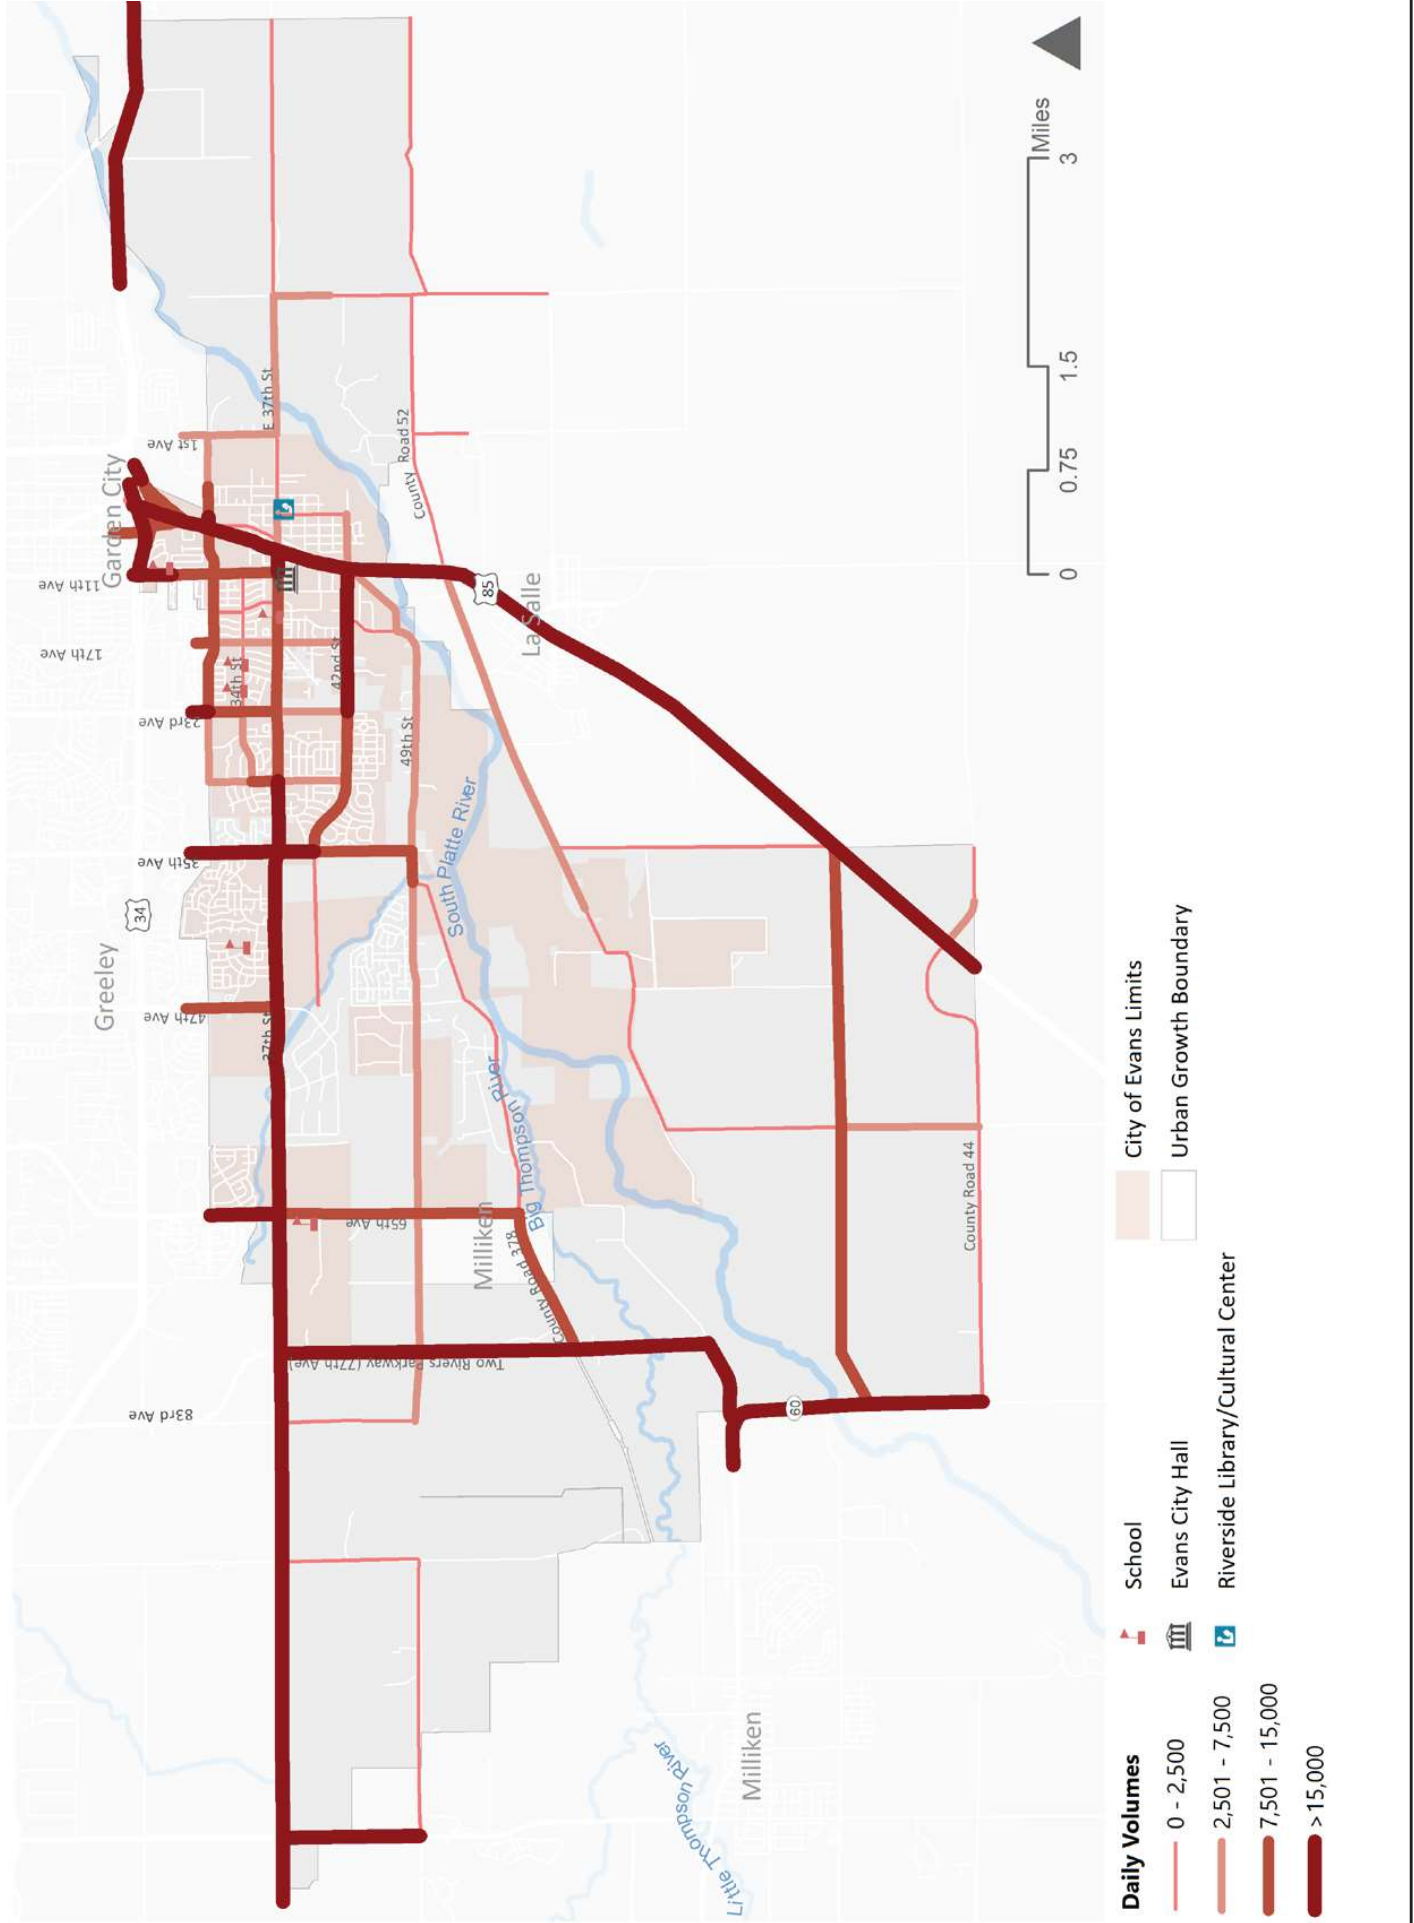 Greeley
34
Garden City
83rd Ave
47th Ave
35th Ave
23rd Ave
17th Ave
11th Ave
1st Ave
37th St
34th St
E 37th St
42nd St
49th St
65th Ave
Two Rivers Parkway (77th Ave)
Milliken
County Road 378
Big Thompson River
South Platte River
County Road 52
85
La Salle
60
County Road 44
Little Thompson River
Milliken
0 0.75 1.5 3
Miles
Daily Volumes
0 - 2,500
2,501 - 7,500
7,501 - 15,000
>15,000
School
Evans City Hall
Riverside Library/Cultural Center
City of Evans Limits
Urban Growth Boundary